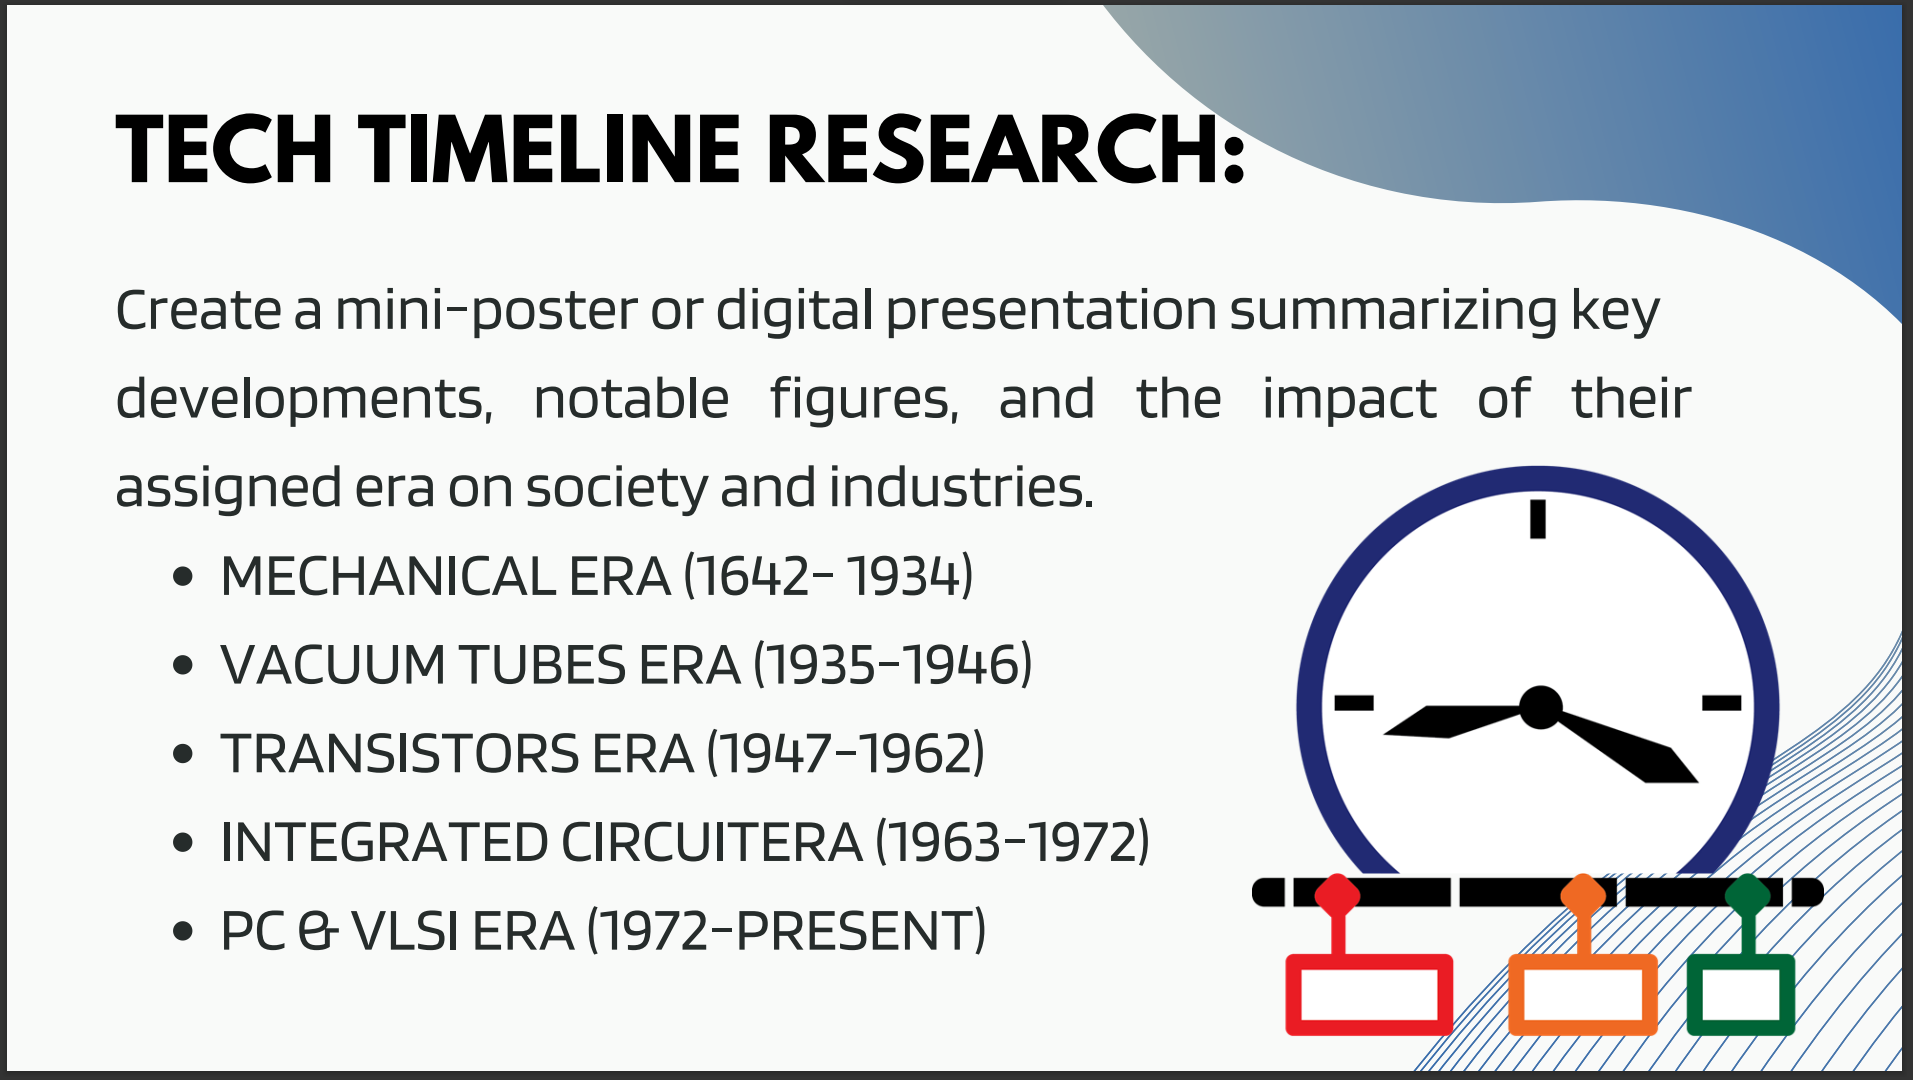 TECH TIMELINE RESEARCH:
Create a mini-poster or digital presentation summarizing key
developments, notable figures, and the impact of their
assigned era on society and industries.
• MECHANICAL ERA (1642- 1934)
• VACUUM TUBES ERA (1935-1946)
• TRANSISTORS ERA (1947-1962)
• INTEGRATED CIRCUITERA (1963-1972)
• PC & VLSI ERA (1972-PRESENT)